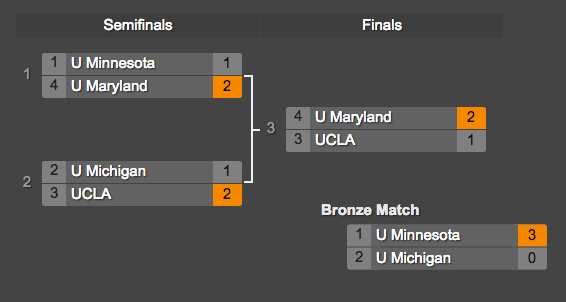 Semifinals Finals
1 1 U Minnesota 1
4 U Maryland 2
3 4 U Maryland 2
3 UCLA 1
2 2 U Michigan 1
3 UCLA 2
Bronze Match
1 U Minnesota 3
2 U Michigan 0